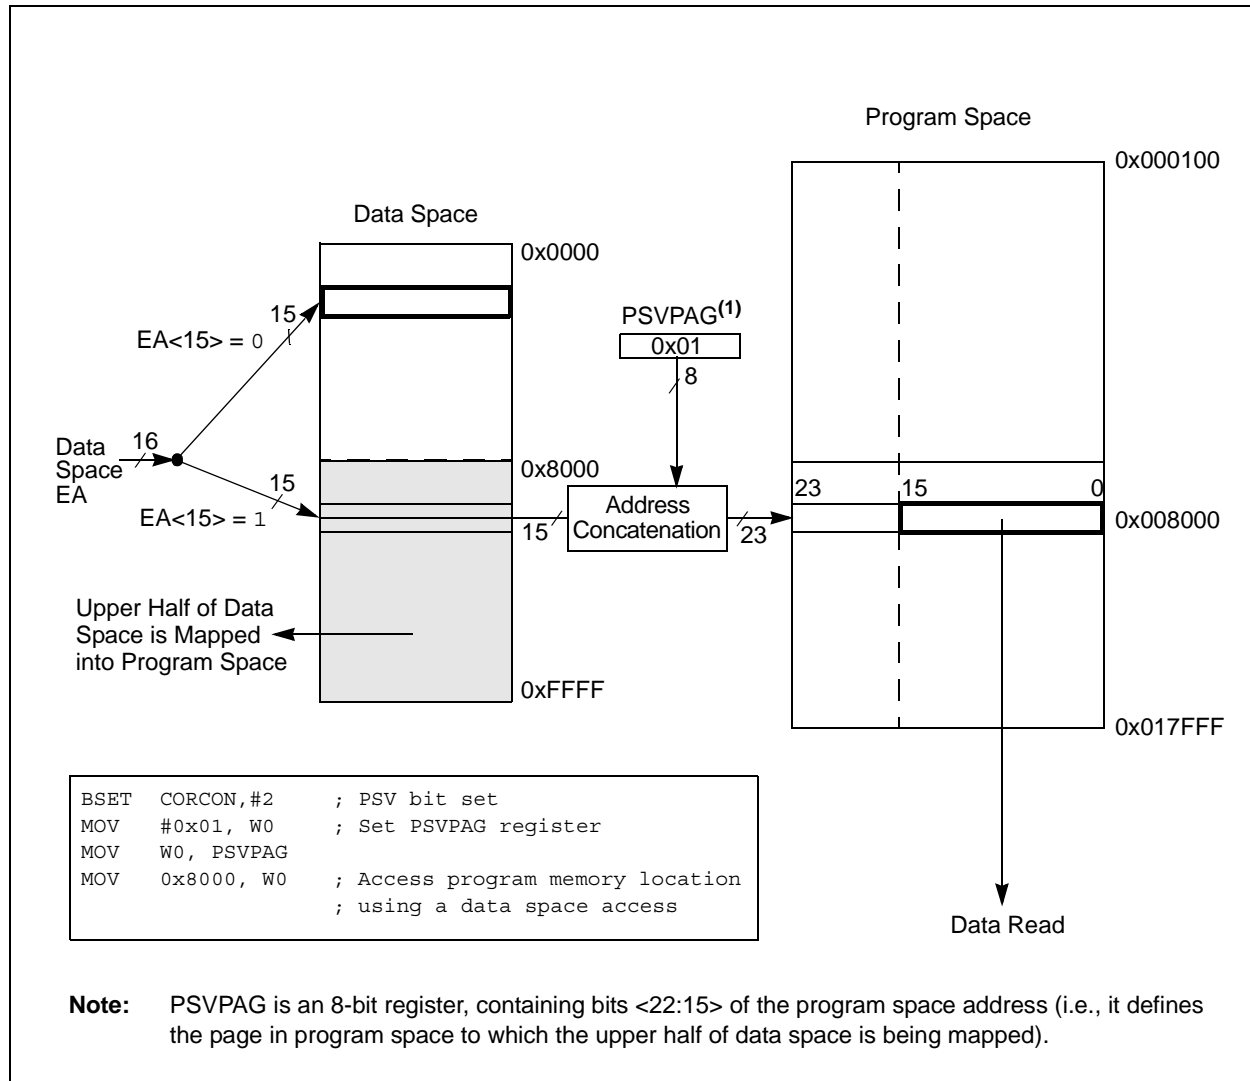 Program Space
0x000100
Data Space
0x0000
15
EA<15> = 0
PSVPAG(1)
0x01
8
Data
Space
EA
16
0x8000
15
EA<15> = 1
15
Address
Concatenation
23
23 15 0
0x008000
Upper Half of Data
Space is Mapped
into Program Space
0xFFFF
0x017FFF
BSET CORCON,#2 ; PSV bit set
MOV #0x01, W0 ; Set PSVPAG register
MOV W0, PSVPAG
MOV 0x8000, W0 ; Access program memory location
; using a data space access
Data Read
Note: PSVPAG is an 8-bit register, containing bits <22:15> of the program space address (i.e., it defines
the page in program space to which the upper half of data space is being mapped).